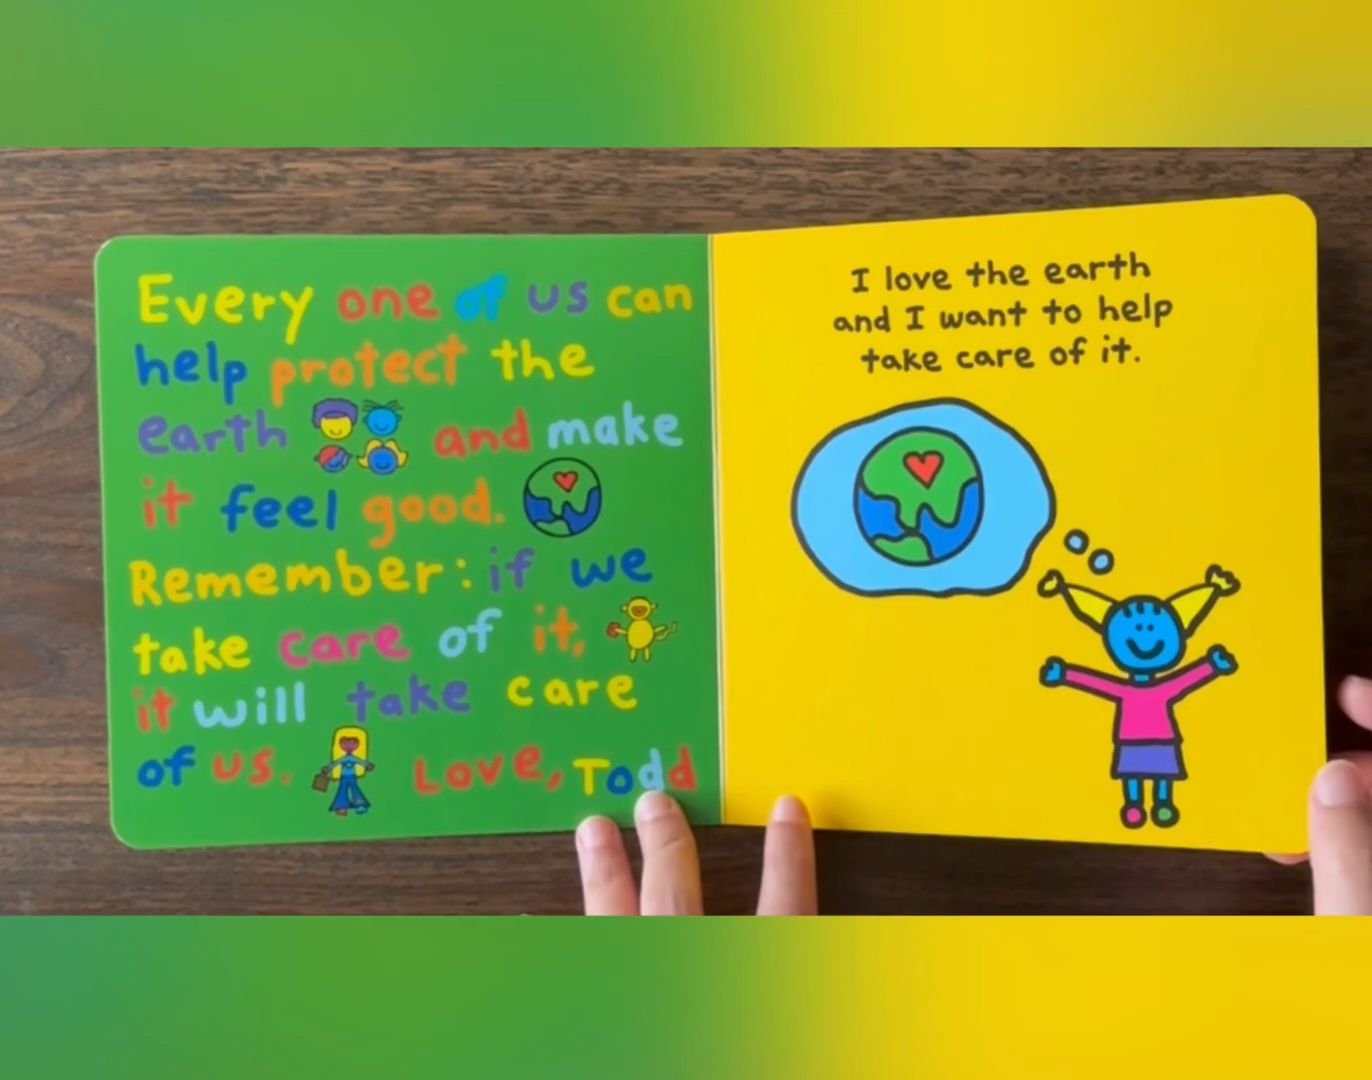 Every one of us can
help protect the
earth and make
it feel good.
Remember: if we
take care of it,
it will take care
of us. Love, Todd
I love the earth
and I want to help
take care of it.